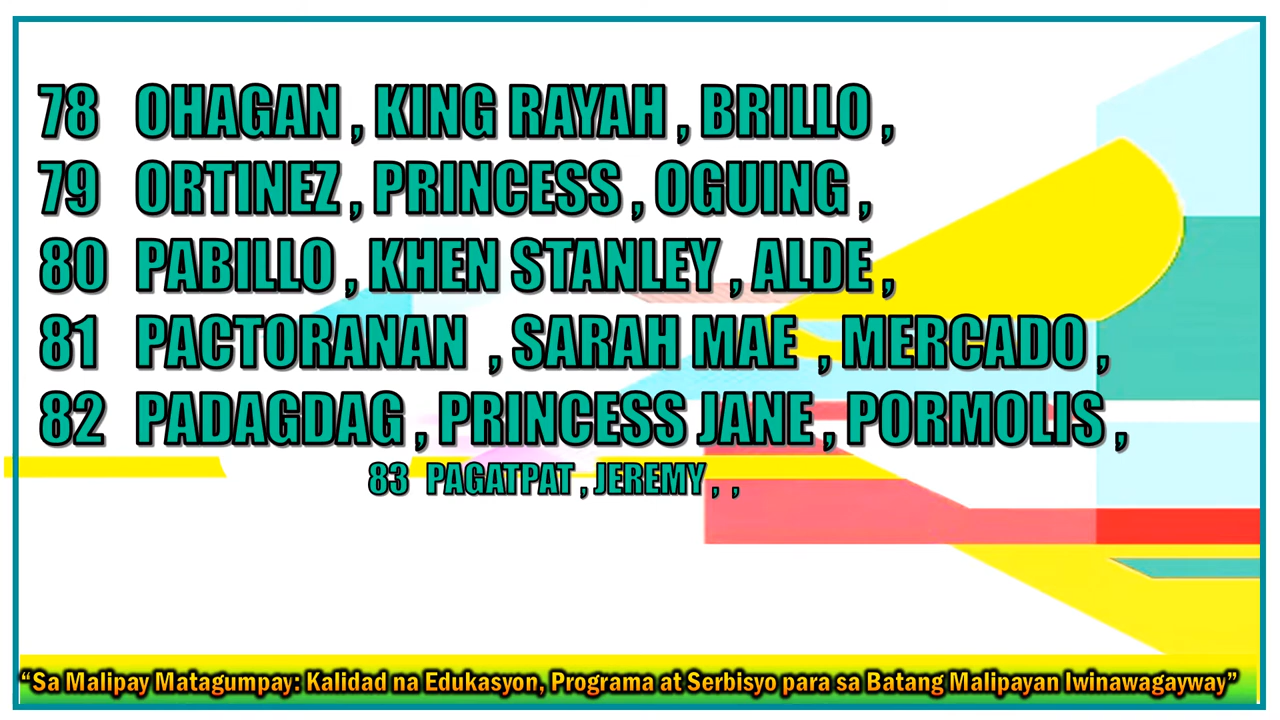 78 OHAGAN , KING RAYAH , BRILLO ,
79 ORTINEZ , PRINCESS , OGUING ,
80 PABILLO , KHEN STANLEY , ALDE ,
81 PACTORANAN , SARAH MAE , MERCADO ,
82 PADAGDAG , PRINCESS JANE , PORMOLIS ,
83 PAGATPAT , JEREMY , ,
“Sa Malipay Matagumpay: Kalidad na Edukasyon, Programa at Serbisyo para sa Batang Malipayan Iwinawagayway”